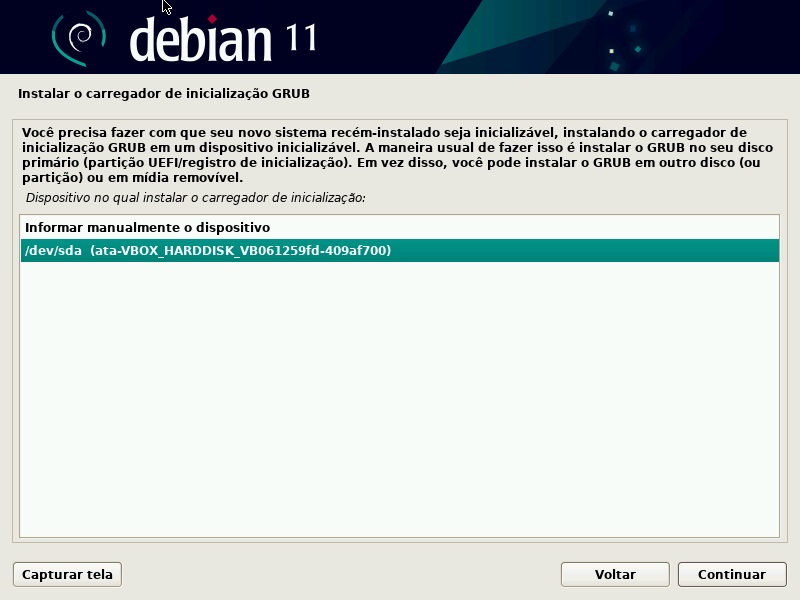 debian 11
Instalar o carregador de inicialização GRUB
Você precisa fazer com que seu novo sistema recém-instalado seja inicializável, instalando o carregador de
inicialização GRUB em um dispositivo inicializável. A maneira usual de fazer isso é instalar o GRUB no seu disco
primário (partição UEFI/registro de inicialização). Em vez disso, você pode instalar o GRUB em outro disco (ou
partição) ou em mídia removível.
Dispositivo no qual instalar o carregador de inicialização:
Informar manualmente o dispositivo
/dev/sda (ata-VBOX_HARDDISK_VB061259fd-409af700)
Capturar tela
Voltar
Continuar